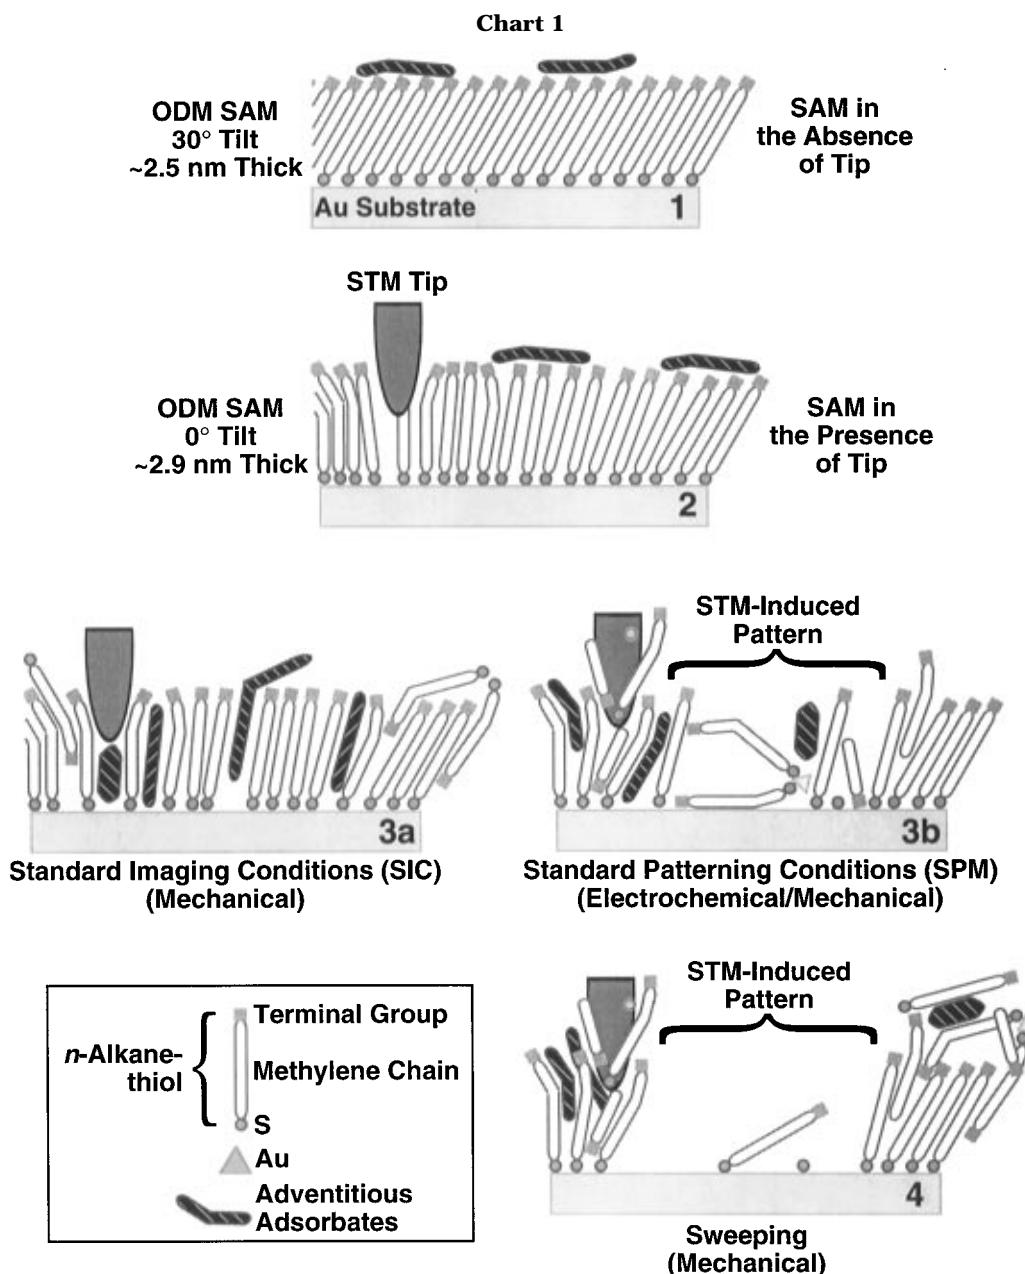 Chart 1
ODM SAM
30° Tilt
~2.5 nm Thick
SAM in
the Absence
of Tip
Au Substrate
1
STM Tip
ODM SAM
0° Tilt
~2.9 nm Thick
SAM in
the Presence
of Tip
2
STM-Induced
Pattern
3a
3b
Standard Imaging Conditions (SIC)
(Mechanical)
Standard Patterning Conditions (SPM)
(Electrochemical/Mechanical)
n-Alkane-
thiol
Terminal Group
Methylene Chain
S
Au
Adventitious
Adsorbates
STM-Induced
Pattern
4
Sweeping
(Mechanical)